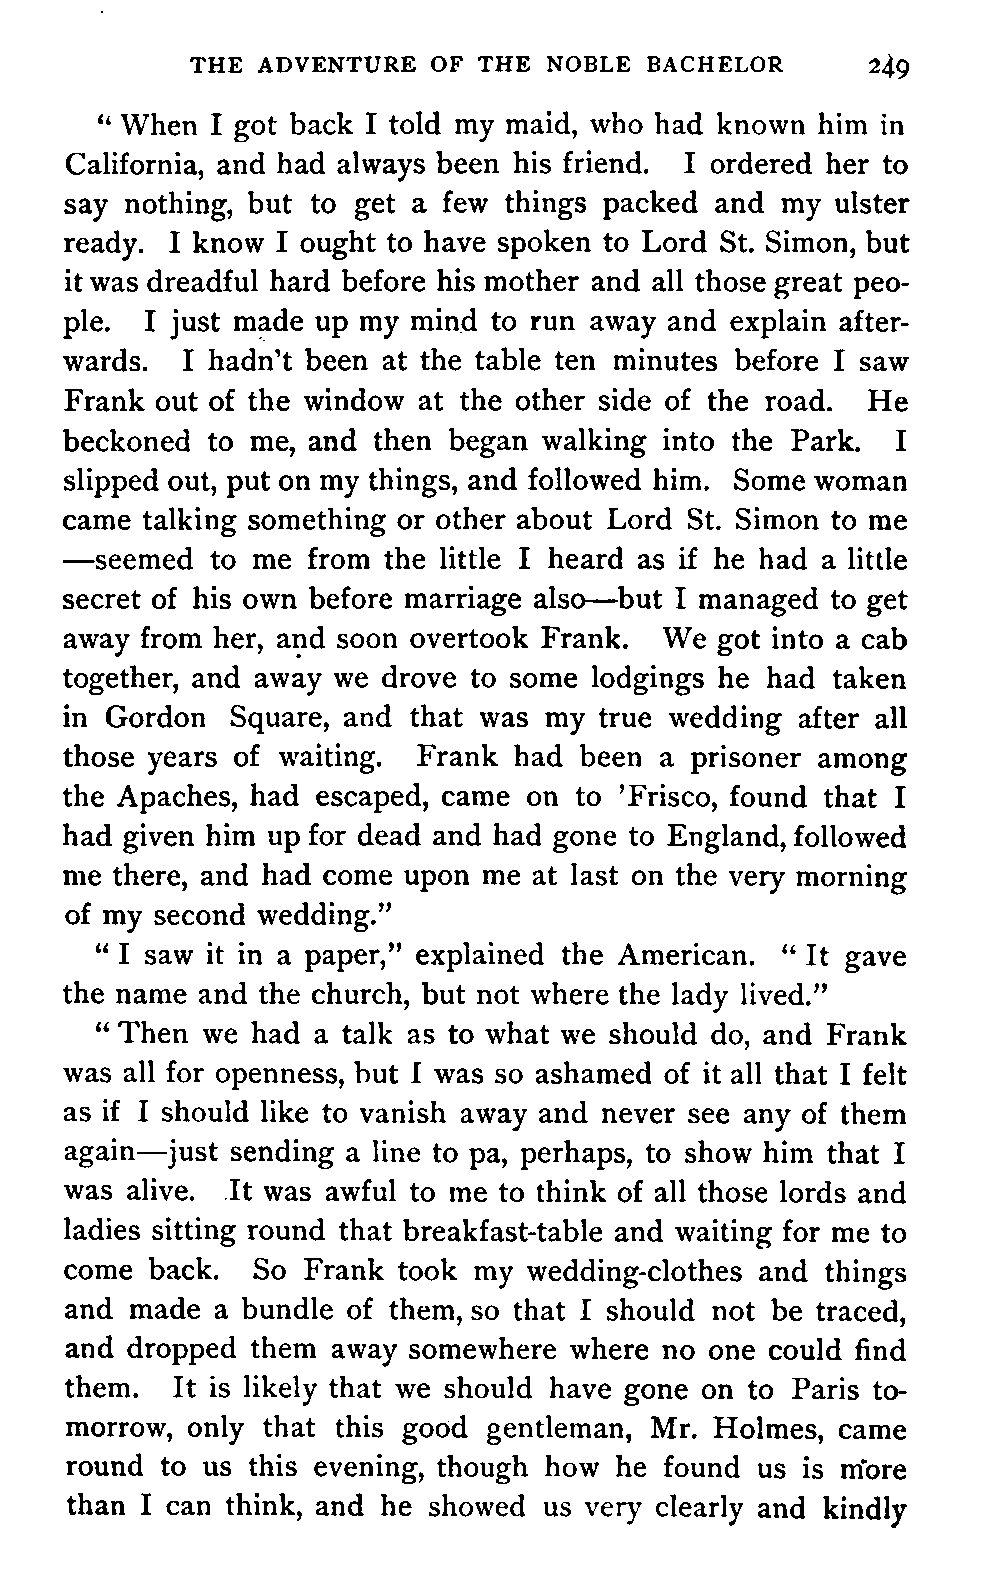 THE ADVENTURE OF THE NOBLE BACHELOR 249
“ When I got back I told my maid, who had known him in
California, and had always been his friend. I ordered her to
say nothing, but to get a few things packed and my ulster
ready. I know I ought to have spoken to Lord St. Simon, but
it was dreadful hard before his mother and all those great peo-
ple. I just made up my mind to run away and explain after-
wards. I hadn’t been at the table ten minutes before I saw
Frank out of the window at the other side of the road. He
beckoned to me, and then began walking into the Park. I
slipped out, put on my things, and followed him. Some woman
came talking something or other about Lord St. Simon to me
—seemed to me from the little I heard as if he had a little
secret of his own before marriage also—but I managed to get
away from her, and soon overtook Frank. We got into a cab
together, and away we drove to some lodgings he had taken
in Gordon Square, and that was my true wedding after all
those years of waiting. Frank had been a prisoner among
the Apaches, had escaped, came on to ’Frisco, found that I
had given him up for dead and had gone to England, followed
me there, and had come upon me at last on the very morning
of my second wedding.”
“ I saw it in a paper,” explained the American. “ It gave
the name and the church, but not where the lady lived.”
“ Then we had a talk as to what we should do, and Frank
was all for openness, but I was so ashamed of it all that I felt
as if I should like to vanish away and never see any of them
again—just sending a line to pa, perhaps, to show him that I
was alive. It was awful to me to think of all those lords and
ladies sitting round that breakfast-table and waiting for me to
come back. So Frank took my wedding-clothes and things
and made a bundle of them, so that I should not be traced,
and dropped them away somewhere where no one could find
them. It is likely that we should have gone on to Paris to-
morrow, only that this good gentleman, Mr. Holmes, came
round to us this evening, though how he found us is more
than I can think, and he showed us very clearly and kindly